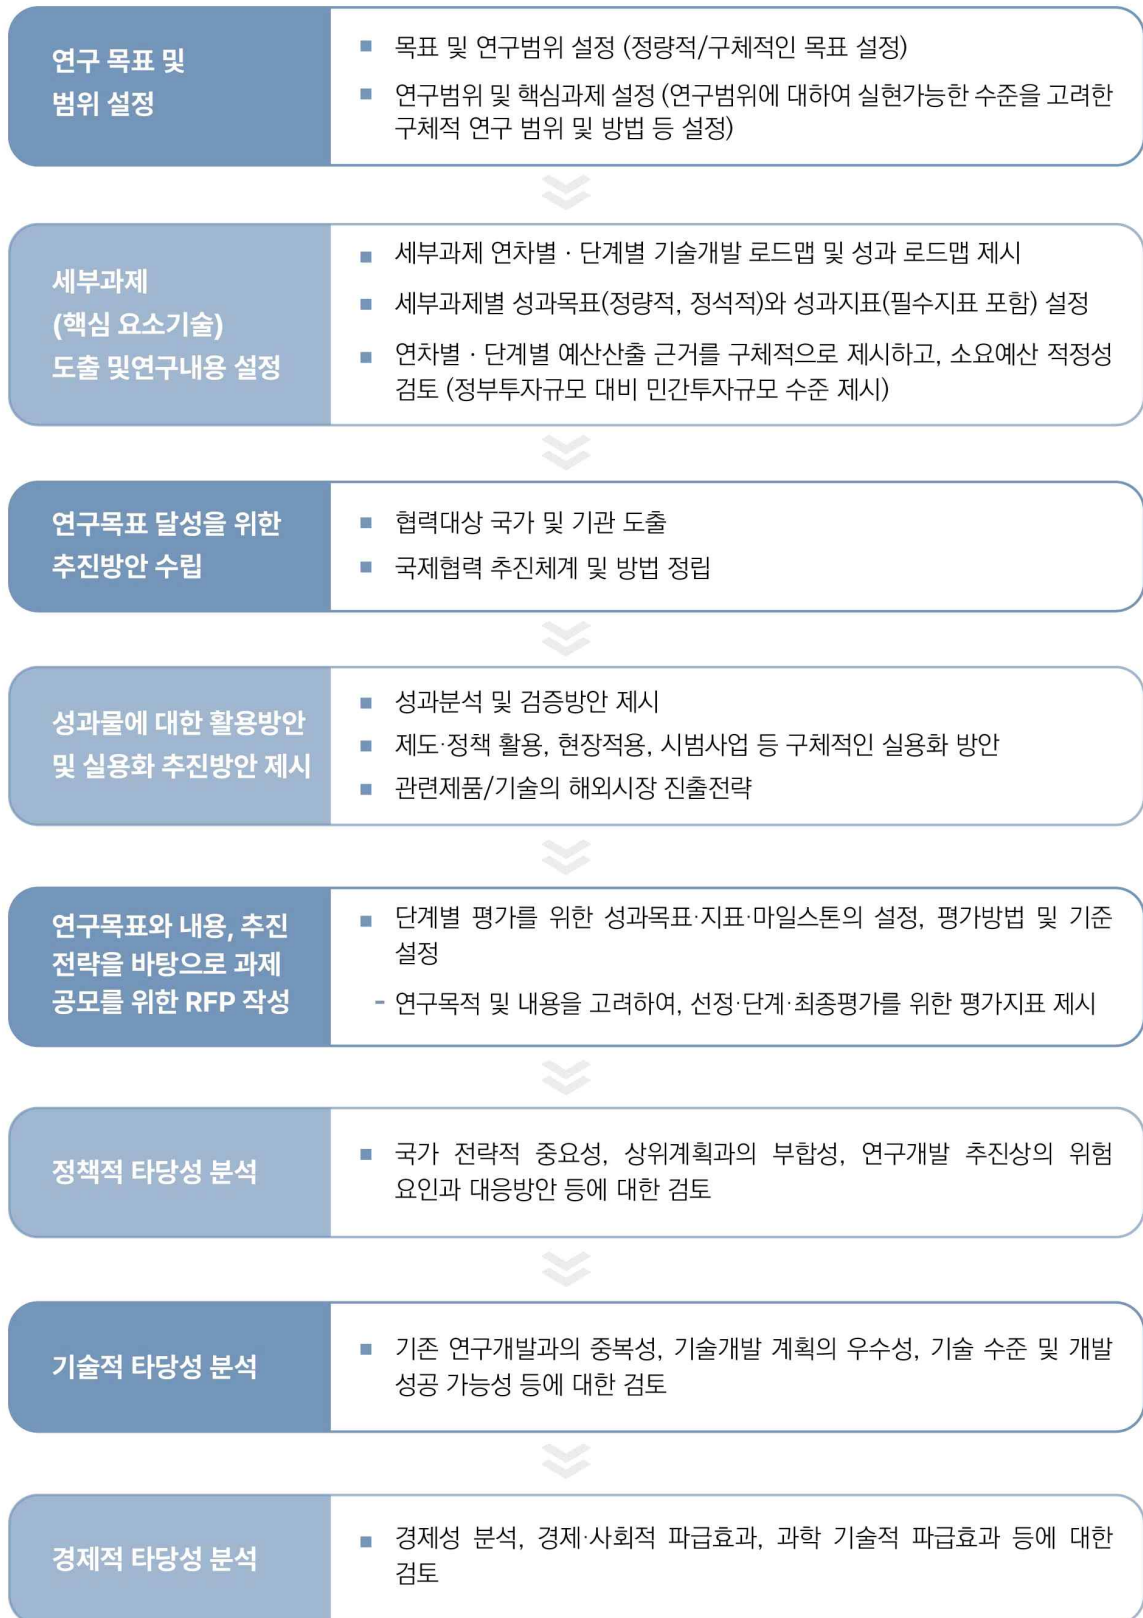 연구 목표 및
범위 설정
■ 목표 및 연구범위 설정 (정량적/구체적인 목표 설정)
■ 연구범위 및 핵심과제 설정 (연구범위에 대하여 실현가능한 수준을 고려한
구체적 연구 범위 및 방법 등 설정)
세부과제
(핵심 요소기술)
도출 및연구내용 설정
■ 세부과제 연차별 · 단계별 기술개발 로드맵 및 성과 로드맵 제시
■ 세부과제별 성과목표(정량적, 정석적)와 성과지표(필수지표 포함) 설정
■ 연차별 · 단계별 예산산출 근거를 구체적으로 제시하고, 소요예산 적정성
검토 (정부투자규모 대비 민간투자규모 수준 제시)
연구목표 달성을 위한
추진방안 수립
■ 협력대상 국가 및 기관 도출
■ 국제협력 추진체계 및 방법 정립
성과물에 대한 활용방안
및 실용화 추진방안 제시
■ 성과분석 및 검증방안 제시
■ 제도·정책 활용, 현장적용, 시범사업 등 구체적인 실용화 방안
■ 관련제품/기술의 해외시장 진출전략
연구목표와 내용, 추진
전략을 바탕으로 과제
공모를 위한 RFP 작성
■ 단계별 평가를 위한 성과목표·지표·마일스톤의 설정, 평가방법 및 기준
설정
- 연구목적 및 내용을 고려하여, 선정·단계·최종평가를 위한 평가지표 제시
정책적 타당성 분석
■ 국가 전략적 중요성, 상위계획과의 부합성, 연구개발 추진상의 위험
요인과 대응방안 등에 대한 검토
기술적 타당성 분석
■ 기존 연구개발과의 중복성, 기술개발 계획의 우수성, 기술 수준 및 개발
성공 가능성 등에 대한 검토
경제적 타당성 분석
■ 경제성 분석, 경제·사회적 파급효과, 과학 기술적 파급효과 등에 대한
검토